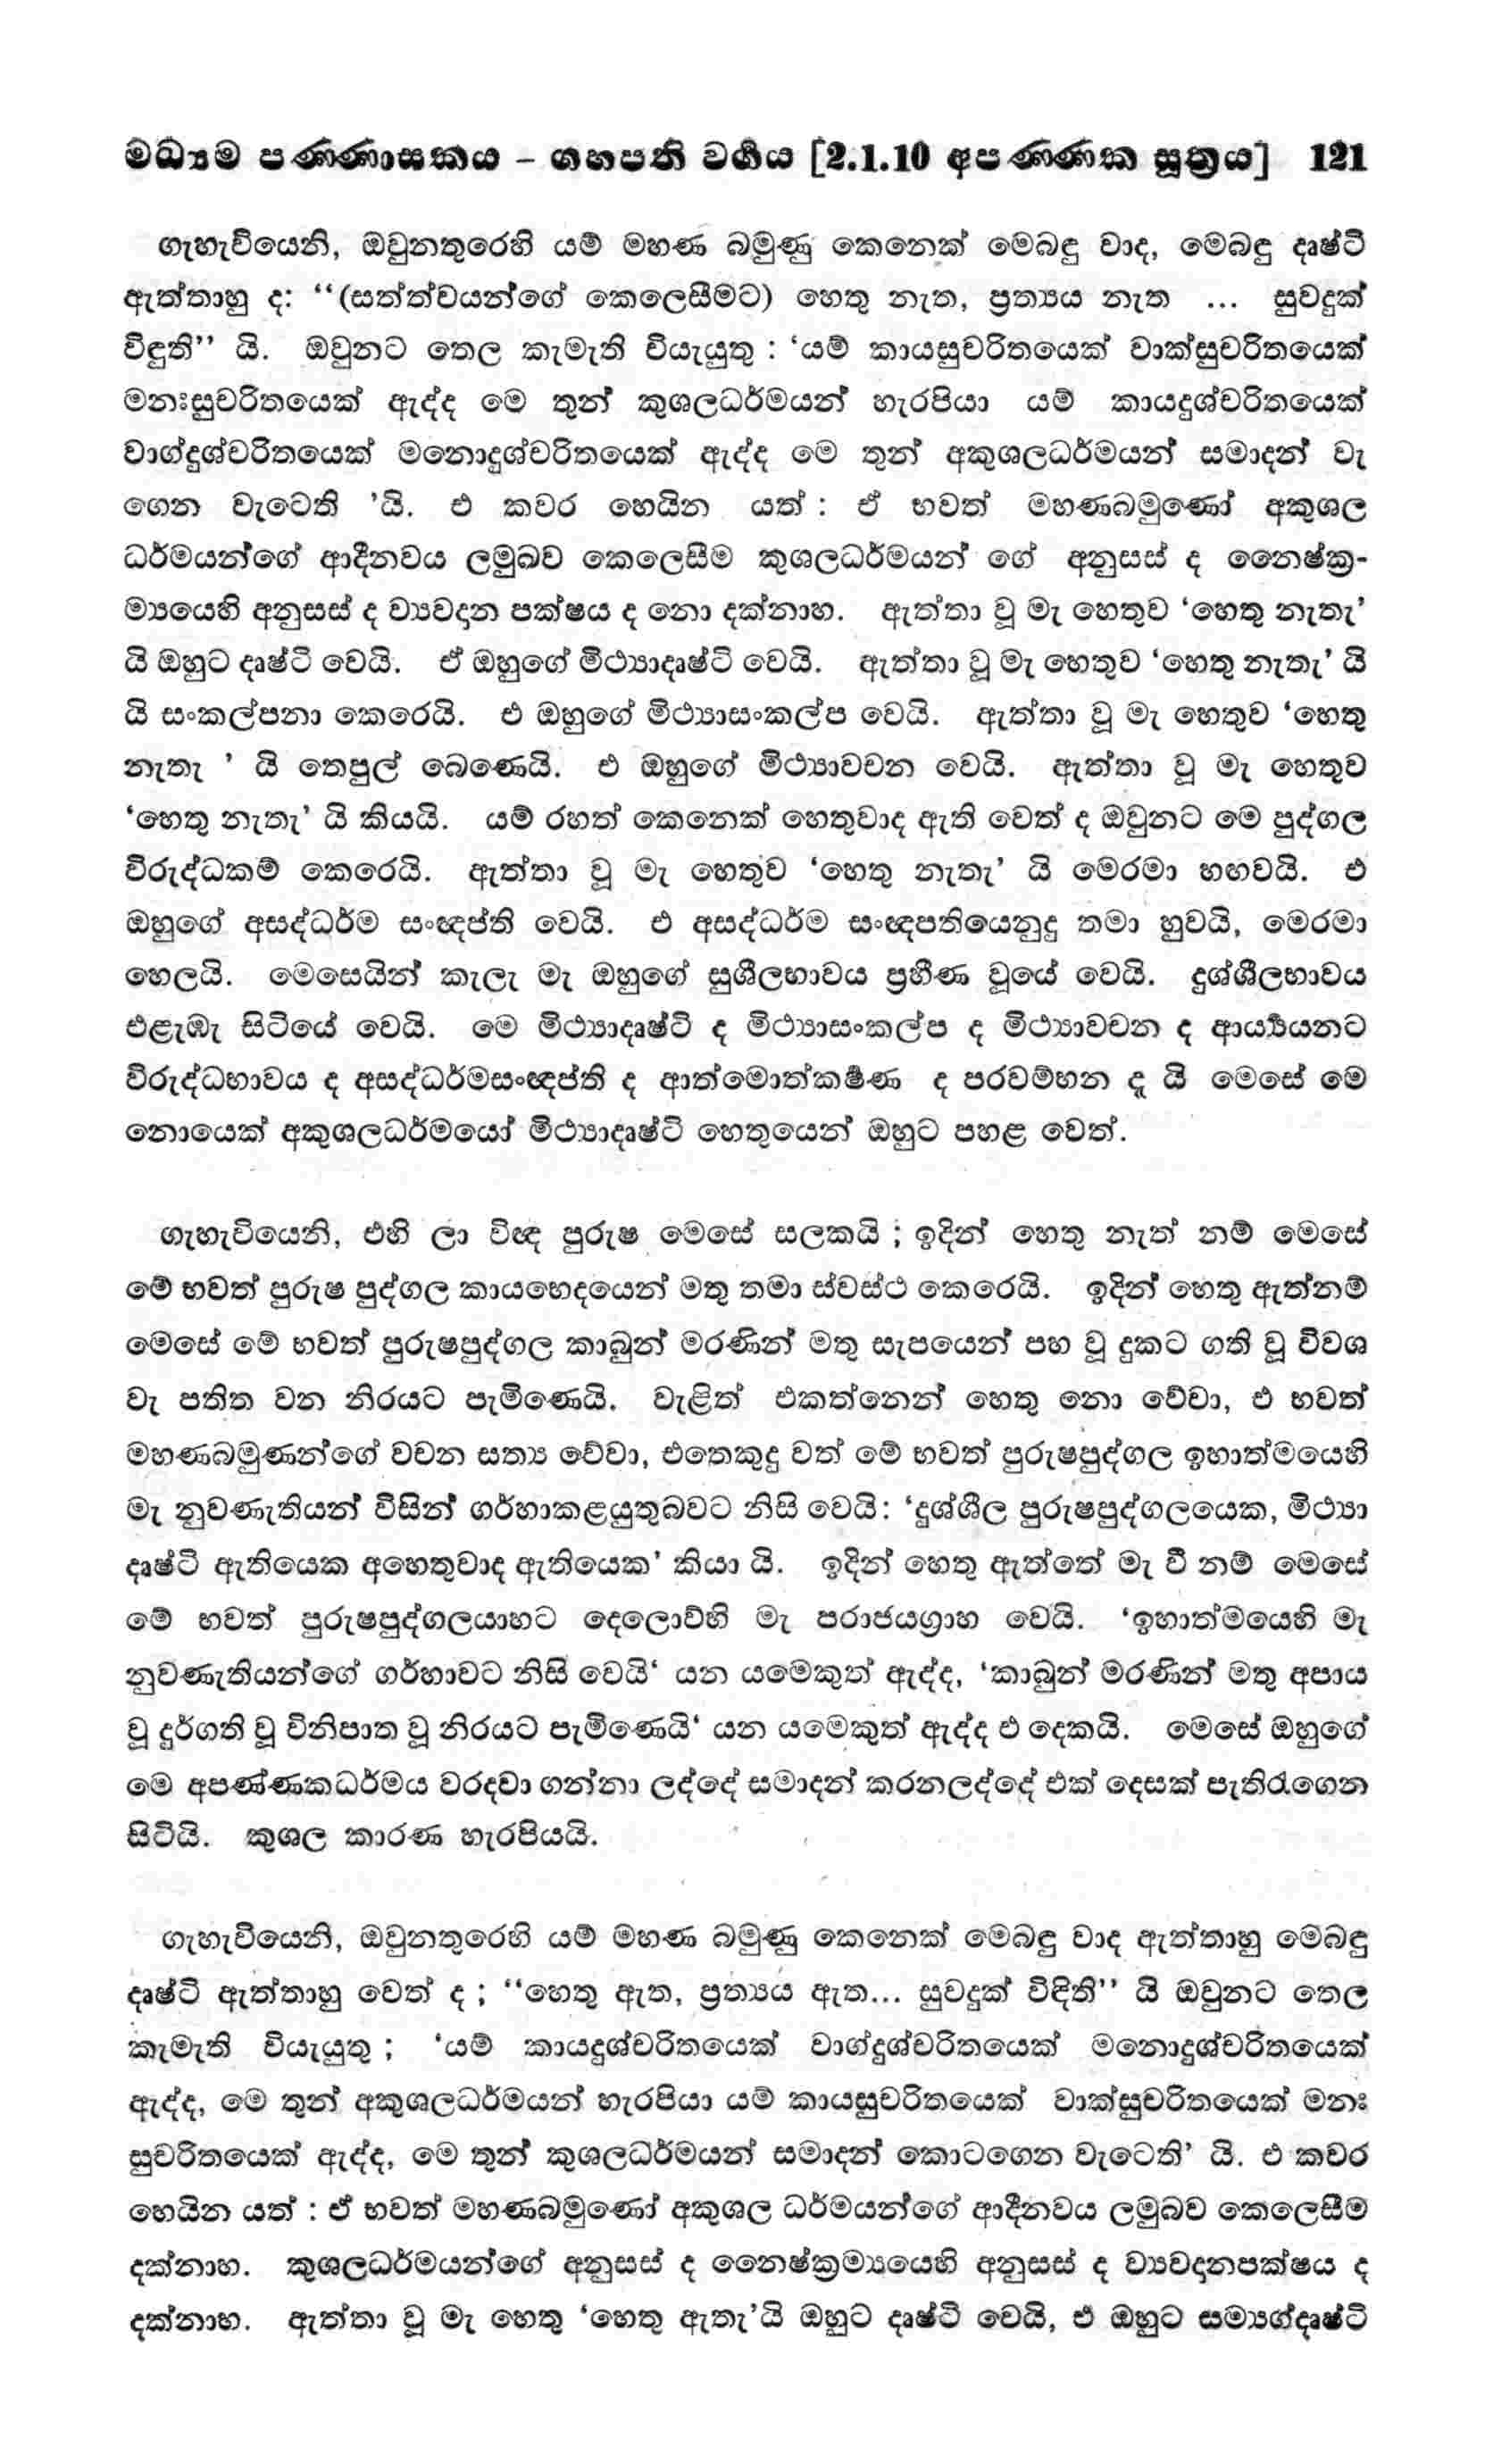 මධ්‍යම පණ්ණාසකය – ගහපති වර්‍ගය [2.1.10 අපණ්ණක සූත්‍රය] 121
ගැහැවියෙනි, ඔවුනතුරෙහි යම් මහණ බමුණු කෙනෙක් මෙබඳු වාද, මෙබඳු දෘෂ්ටි
ඇත්තාහු ද: “(සත්ත්වයන්ගේ කෙලෙසීමට) හෙතු නැත, ප්‍රත්‍යය නැත ... සුවදුක්
විඳුති” යි. ඔවුනට තෙල කැමැති වියැයුතු : ‘යම් කායසුචරිතයෙක් වාක්සුචරිතයෙක්
මනඃසුචරිතයෙක් ඇද්ද මෙ තුන් කුශලධර්මයන් හැරපියා යම් කායදුශ්චරිතයෙක්
වාග්දුශ්චරිතයෙක් මනොදුශ්චරිතයෙක් ඇද්ද මෙ තුන් අකුශලධර්මයන් සමාදන් වැ
ගෙන වැටෙති ’යි. එ කවර හෙයින යත් : ඒ භවත් මහණබමුණෝ අකුශල
ධර්මයන්ගේ ආදීනවය ලමුඛව කෙලෙසීම කුශලධර්මයන් ගේ අනුසස් ද නෛෂ්ක්‍ර-
ම්‍යයෙහි අනුසස් ද ව්‍යවදාන පක්ෂය ද නො දක්නාහ. ඇත්තා වූ මැ හෙතුව ‘හෙතු නැතැ’
යි ඔහුට දෘෂ්ටි වෙයි. ඒ ඔහුගේ මිථ්‍යාදෘෂ්ටි වෙයි. ඇත්තා වූ මැ හෙතුව ‘හෙතු නැතැ’ යි
යි සංකල්පනා කෙරෙයි. එ ඔහුගේ මිථ්‍යාසංකල්ප වෙයි. ඇත්තා වූ මැ හෙතුව ‘හෙතු
නැතැ ’ යි තෙපුල් බෙණෙයි. එ ඔහුගේ මිථ්‍යාවචන වෙයි. ඇත්තා වූ මැ හෙතුව
‘හෙතු නැතැ’ යි කියයි. යම් රහත් කෙනෙක් හෙතුවාද ඇති වෙත් ද ඔවුනට මෙ පුද්ගල
විරුද්ධකම් කෙරෙයි. ඇත්තා වූ මැ හෙතුව ‘හෙතු නැතැ’ යි මෙරමා හඟවයි. එ
ඔහුගේ අසද්ධර්ම සංඥප්ති වෙයි. එ අසද්ධර්ම සංඥපතියෙනුදු තමා හුවයි, මෙරමා
හෙලයි. මෙසෙයින් කැලැ මැ ඔහුගේ සුශීලභාවය ප්‍රහීණ වූයේ වෙයි. දුශ්ශීලභාවය
එළැඹැ සිටියේ වෙයි. මෙ මිථ්‍යාදෘෂ්ටි ද මිථ්‍යාසංකල්ප ද මිථ්‍යාවචන ද ආර්‍ය්‍යයනට
විරුද්ධභාවය ද අසද්ධර්මසංඥප්ති ද ආත්මොත්කර්‍ෂණ ද පරවම්භන දැ යි මෙසේ මෙ
නොයෙක් අකුශලධර්මයෝ මිථ්‍යාදෘෂ්ටි හෙතුයෙන් ඔහුට පහළ වෙත්.
ගැහැවියෙනි, එහි ලා විඥ පුරුෂ මෙසේ සලකයි ; ඉදින් හෙතු නැත් නම් මෙසේ
මේ භවත් පුරුෂ පුද්ගල කායභෙදයෙන් මතු තමා ස්වස්ථ කෙරෙයි. ඉදින් හෙතු ඇත්නම්
මෙසේ මේ භවත් පුරුෂපුද්ගල කාබුන් මරණින් මතු සැපයෙන් පහ වූ දුකට ගති වූ විවශ
වැ පතිත වන නිරයට පැමිණෙයි. වැළිත් එකත්නෙන් හෙතු නො වේවා, එ භවත්
මහණබමුණන්ගේ වචන සත්‍ය වේවා, එතෙකුදු වත් මේ භවත් පුරුෂපුද්ගල ඉහාත්මයෙහි
මැ නුවණැතියන් විසින් ගර්හාකළයුතුබවට නිසි වෙයි: ‘දුශ්ශීල පුරුෂපුද්ගලයෙක, මිථ්‍යා
දෘෂ්ටි ඇතියෙක අහෙතුවාද ඇතියෙක’ කියා යි. ඉදින් හෙතු ඇත්තේ මැ වී නම් මෙසේ
මේ භවත් පුරුෂපුද්ගලයාහට දෙලොව්හි මැ පරාජයග්‍රාහ වෙයි. ‘ඉහාත්මයෙහි මැ
නුවණැතියන්ගේ ගර්හාවට නිසි වෙයි‘ යන යමෙකුත් ඇද්ද, ‘කාබුන් මරණින් මතු අපාය
වූ දුර්ගති වූ විනිපාත වූ නිරයට පැමිණෙයි‘ යන යමෙකුත් ඇද්ද එ දෙකයි. මෙසේ ඔහුගේ
මෙ අපණ්ණකධර්මය වරදවා ගන්නා ලද්දේ සමාදන් කරනලද්දේ එක් දෙසක් පැතිරැගෙන
සිටියි. කුශල කාරණ හැරපියයි.
ගැහැවියෙනි, ඔවුනතුරෙහි යම් මහණ බමුණු කෙනෙක් මෙබඳු වාද ඇත්තාහු මෙබඳු
දෘෂ්ටි ඇත්තාහු වෙත් ද ; “හෙතු ඇත, ප්‍රත්‍යය ඇත... සුවදුක් විඳිති” යි ඔවුනට තෙල
කැමැති වියැයුතු ; ‘යම් කායදුශ්චරිතයෙක් වාග්දුශ්චරිතයෙක් මනොදුශ්චරිතයෙක්
ඇද්ද, මෙ තුන් අකුශලධර්මයන් හැරපියා යම් කායසුචරිතයෙක් වාක්සුචරිතයෙක් මනඃ
සුචරිතයෙක් ඇද්ද, මෙ තුන් කුශලධර්මයන් සමාදන් කොටගෙන වැටෙති’ යි. එ කවර
හෙයින යත් : ඒ භවත් මහණබමුණෝ අකුශල ධර්මයන්ගේ ආදීනවය ලමුබව කෙලෙසීම
දක්නාහ. කුශලධර්මයන්ගේ අනුසස් ද නෛෂ්ක්‍රම්‍යයෙහි අනුසස් ද ව්‍යවදානපක්ෂය ද
දක්නාහ. ඇත්තා වූ මැ හෙතු ‘හෙතු ඇතැ’යි ඔහුට දෘෂ්ටි වෙයි, එ ඔහුට සම්‍යග්දෘෂ්ටි